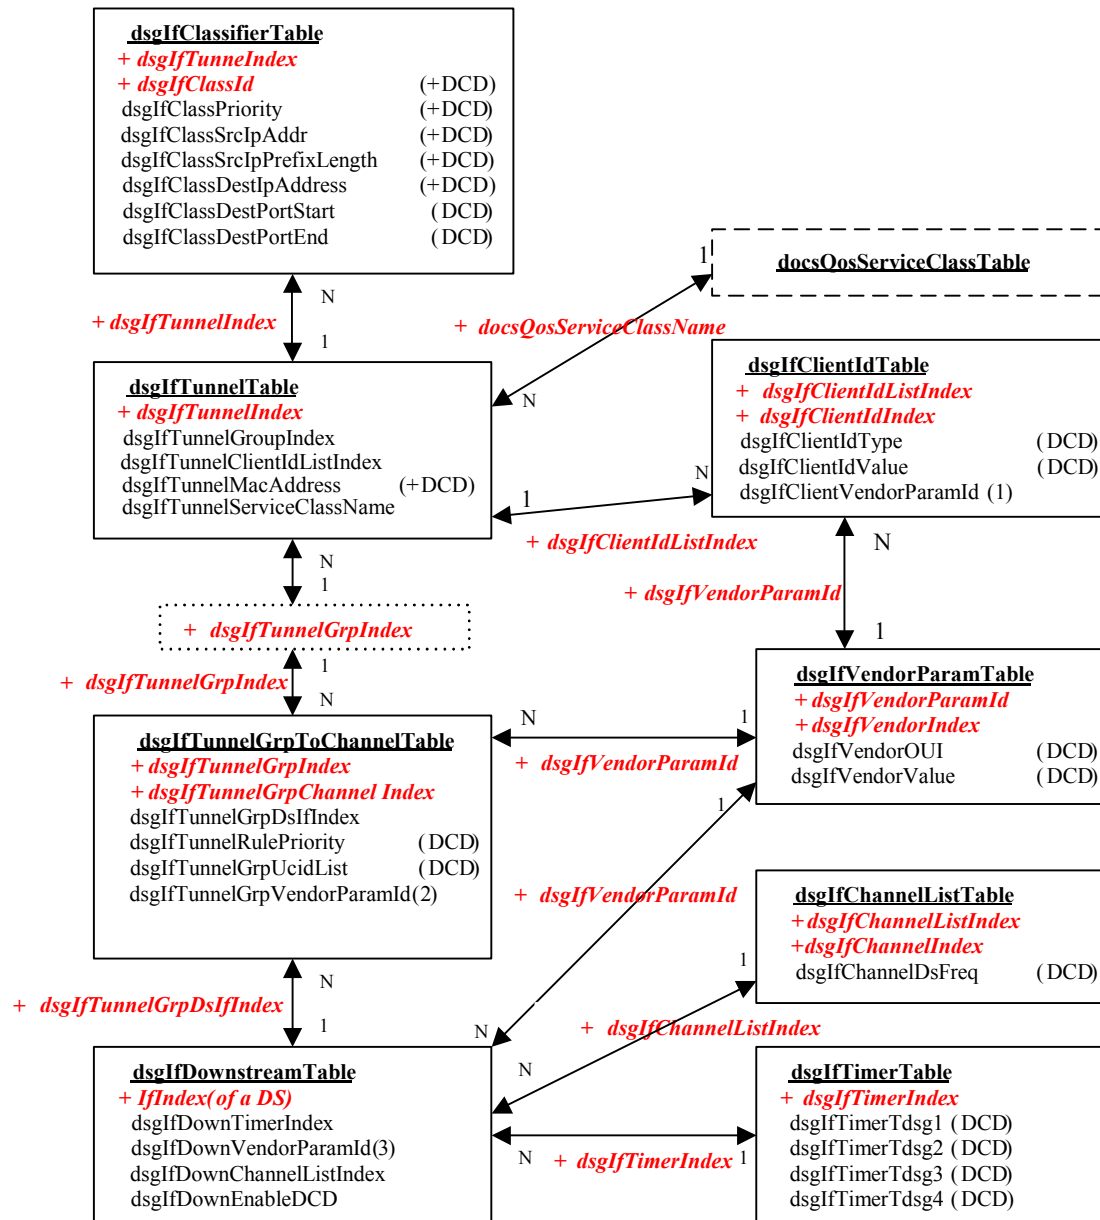 dsgIfClassifierTable
+ dsgIfTunneIndex
+ dsgIfClassId (+DCD)
dsgIfClassPriority (+DCD)
dsgIfClassSrcIpAddr (+DCD)
dsgIfClassSrcIpPrefixLength (+DCD)
dsgIfClassDestIpAddress (+DCD)
dsgIfClassDestPortStart (DCD)
dsgIfClassDestPortEnd (DCD)
N
+ dsgIfTunnelIndex
1
1
docsQosServiceClassTable
+ docsQosServiceClassName
N
dsgIfTunnelTable
+ dsgIfTunnelIndex
dsgIfTunnelGroupIndex
dsgIfTunnelClientIdListIndex
dsgIfTunnelMacAddress (+DCD)
dsgIfTunnelServiceClassName
dsgIfClientIdTable
+ dsgIfClientIdListIndex
+ dsgIfClientIdIndex
dsgIfClientIdType (DCD)
dsgIfClientIdValue (DCD)
dsgIfClientVendorParamId (1)
N
1
+ dsgIfClientIdListIndex
N
1
+ dsgIfTunnelGrpIndex
1
+ dsgIfTunnelGrpIndex
N
N
+ dsgIfVendorParamId
1
dsgIfVendorParamTable
+ dsgIfVendorParamId
+ dsgIfVendorIndex
dsgIfVendorOUI (DCD)
dsgIfVendorValue (DCD)
dsgIfTunnelGrpToChannelTable
+ dsgIfTunnelGrpIndex
+ dsgIfTunnelGrpChannel Index
dsgIfTunnelGrpDsIfIndex
dsgIfTunnelRulePriority (DCD)
dsgIfTunnelGrpUcidList (DCD)
dsgIfTunnelGrpVendorParamId(2)
N
1
+ dsgIfVendorParamId
1
+ dsgIfVendorParamId
N
dsgIfChannelListTable
+dsgIfChannelListIndex
+dsgIfChannelIndex
dsgIfChannelDsFreq (DCD)
1
+ dsgIfChannelListIndex
N
N
+ dsgIfTunnelGrpDsIfIndex
1
dsgIfDownstreamTable
+ IfIndex(of a DS)
dsgIfDownTimerIndex
dsgIfDownVendorParamId(3)
dsgIfDownChannelListIndex
dsgIfDownEnableDCD
N
+ dsgIfTimerIndex
1
dsgIfTimerTable
+ dsgIfTimerIndex
dsgIfTimerTdsg1 (DCD)
dsgIfTimerTdsg2 (DCD)
dsgIfTimerTdsg3 (DCD)
dsgIfTimerTdsg4 (DCD)